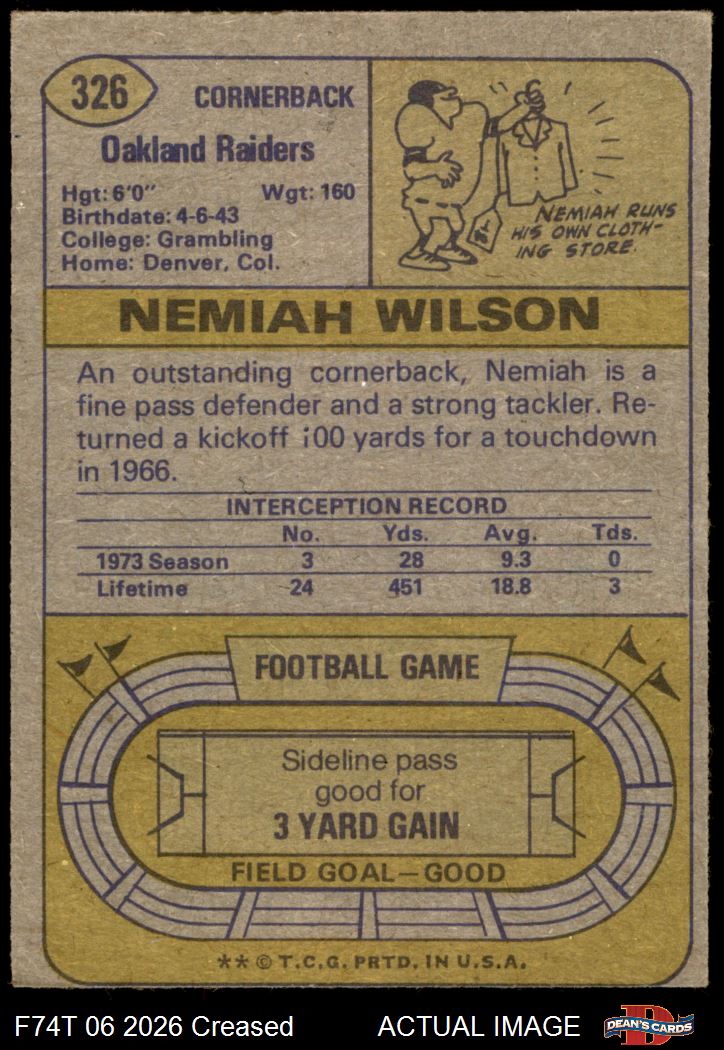 326
CORNERBACK
Oakland Raiders
Hgt: 6'0" Wgt: 160
Birthdate: 4-6-43
College: Grambling
Home: Denver, Col.
NEMIAH RUNS
HIS OWN CLOTH-
ING STORE.
NEMIAH WILSON
An outstanding cornerback, Nemiah is a
fine pass defender and a strong tackler. Re-
turned a kickoff i00 yards for a touchdown
in 1966.
INTERCEPTION RECORD
No. Yds. Avg. Tds.
1973 Season 3 28 9.3 0
Lifetime 24 451 18.8 3
FOOTBALL GAME
Sideline pass
good for
3 YARD GAIN
FIELD GOAL—GOOD
** © T.C.G. PRTD. IN U.S.A.
F74T 06 2026 Creased ACTUAL IMAGE
D
DEAN'S CARDS